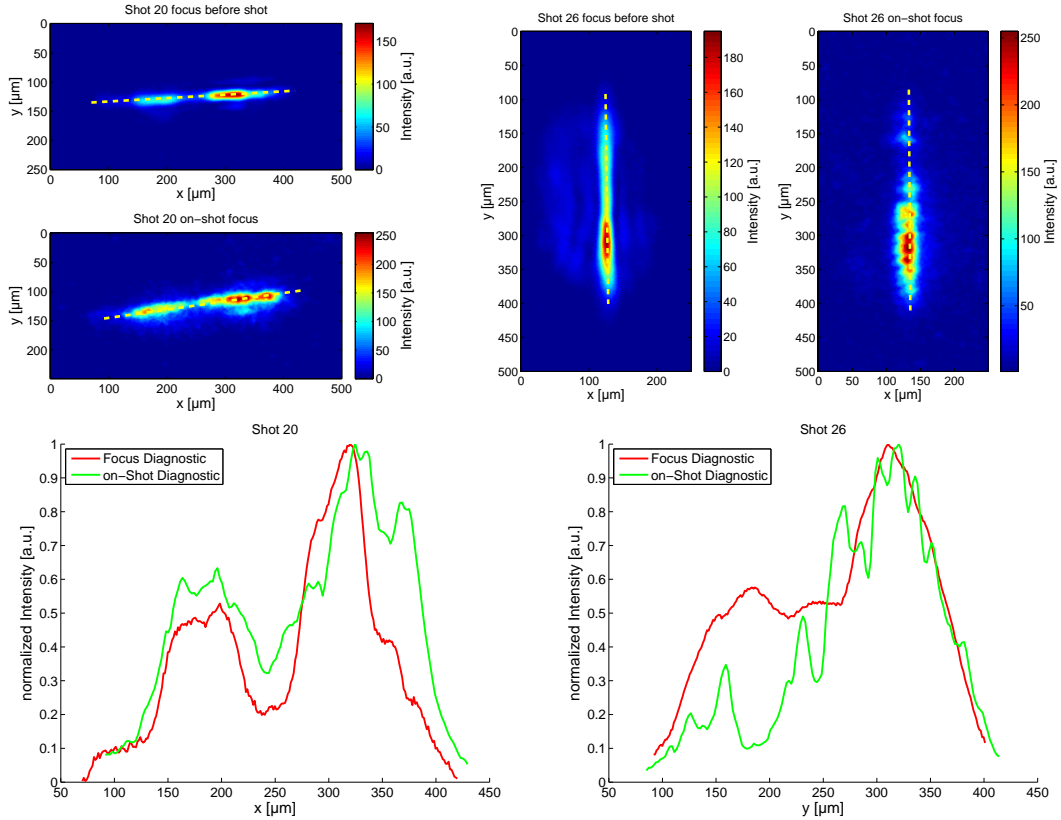 Shot 20 focus before shot
0
50
100
150
200
250
y [µm]
0 100 200 300 400 500
x [µm]
0
50
100
150
Intensity [a.u.]
Shot 20 on−shot focus
0
50
100
150
200
y [µm]
0 100 200 300 400 500
x [µm]
0
50
100
150
200
250
Intensity [a.u.]
Shot 26 focus before shot
0
50
100
150
200
250
300
350
400
450
500
y [µm]
0 100 200
x [µm]
0
20
40
60
80
100
120
140
160
180
Intensity [a.u.]
Shot 26 on−shot focus
0
50
100
150
200
250
300
350
400
450
500
y [µm]
0 50 100 150 200
x [µm]
50
100
150
200
250
Intensity [a.u.]
Shot 20
Focus Diagnostic
on−Shot Diagnostic
1
0.9
0.8
0.7
0.6
0.5
0.4
0.3
0.2
0.1
0
normalized Intensity [a.u.]
50 100 150 200 250 300 350 400 450
x [µm]
Shot 26
Focus Diagnostic
on−Shot Diagnostic
1
0.9
0.8
0.7
0.6
0.5
0.4
0.3
0.2
0.1
0
normalized Intensity [a.u.]
50 100 150 200 250 300 350 400 450
y [µm]